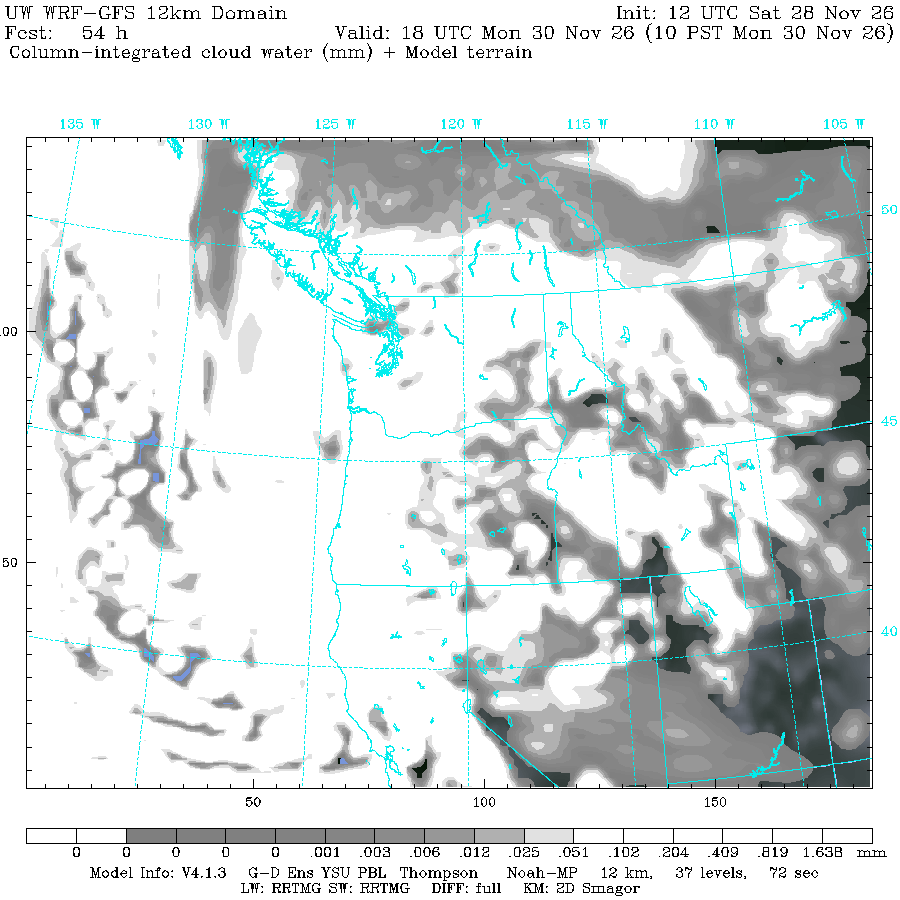 UW WRF-GFS 12km Domain Init: 12 UTC Sat 28 Nov 26
Fcst: 54 h Valid: 18 UTC Mon 30 Nov 26 (10 PST Mon 30 Nov 26)
Column-integrated cloud water (mm) + Model terrain
135 W 130 W 125 W 120 W 115 W 110 W 105 W
50
00
45
50
40
50 100 150
0 0 0 0 .001 .003 .006 .012 .025 .051 .102 .204 .409 .819 1.638 mm
Model Info: V4.1.3 G-D Ens YSU PBL Thompson Noah-MP 12 km, 37 levels, 72 sec
LW: RRTMG SW: RRTMG DIFF: full KM: 2D Smagor